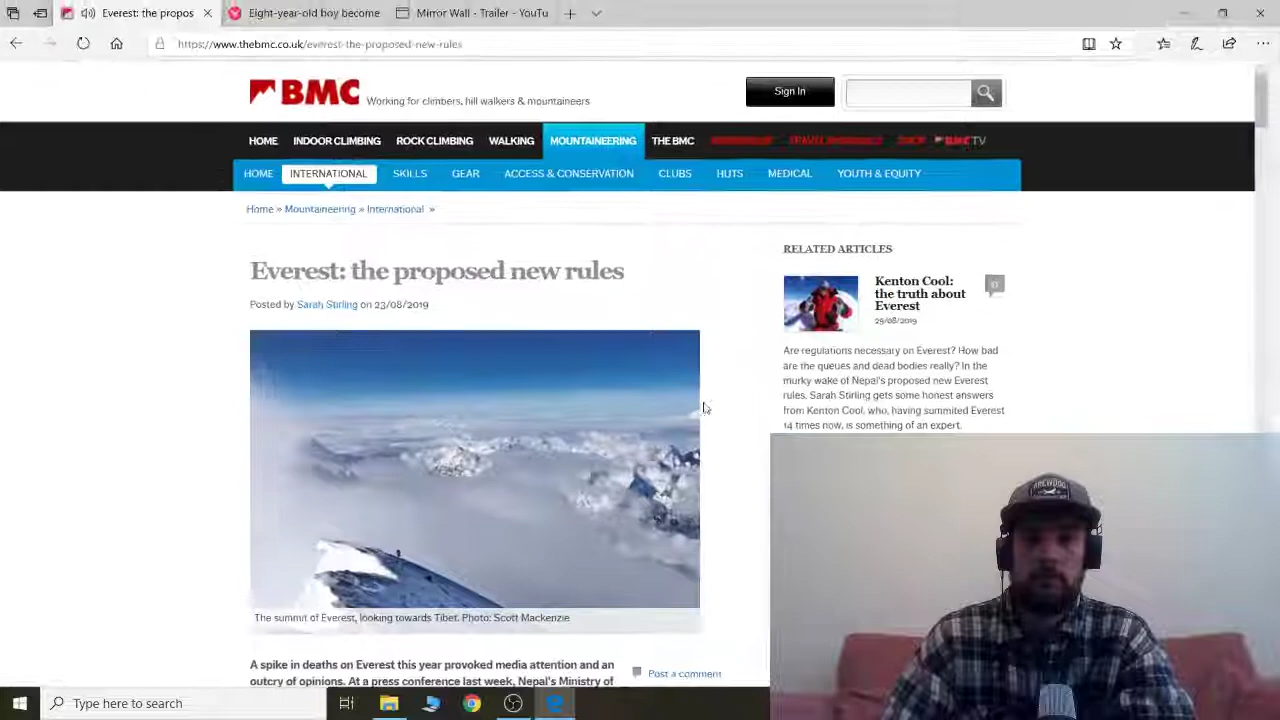 Everest: the propos
Eight-year-old boy become
Mirror Wall - Trailer - YouTu
https://www.thebmc.co.uk/everest-the-proposed-new-rules
BMC
Working for climbers, hill walkers & mountaineers
Sign In
HOME INDOOR CLIMBING ROCK CLIMBING WALKING MOUNTAINEERING THE BMC TRAVEL SHOP BMC TV
HOME INTERNATIONAL SKILLS GEAR ACCESS & CONSERVATION CLUBS HUTS MEDICAL YOUTH & EQUITY
Home » Mountaineering » International »
Everest: the proposed new rules
Posted by Sarah Stirling on 23/08/2019
The summit of Everest, looking towards Tibet. Photo: Scott Mackenzie
A spike in deaths on Everest this year provoked media attention and an
outcry of opinions. At a press conference last week, Nepal's Ministry of
Post a comment
RELATED ARTICLES
Kenton Cool:
the truth about
Everest
0
29/08/2019
Are regulations necessary on Everest? How bad
are the queues and dead bodies really? In the
murky wake of Nepal's proposed new Everest
rules, Sarah Stirling gets some honest answers
from Kenton Cool, who, having summited Everest
14 times now, is something of an expert.
BREWDOG
Type here to search